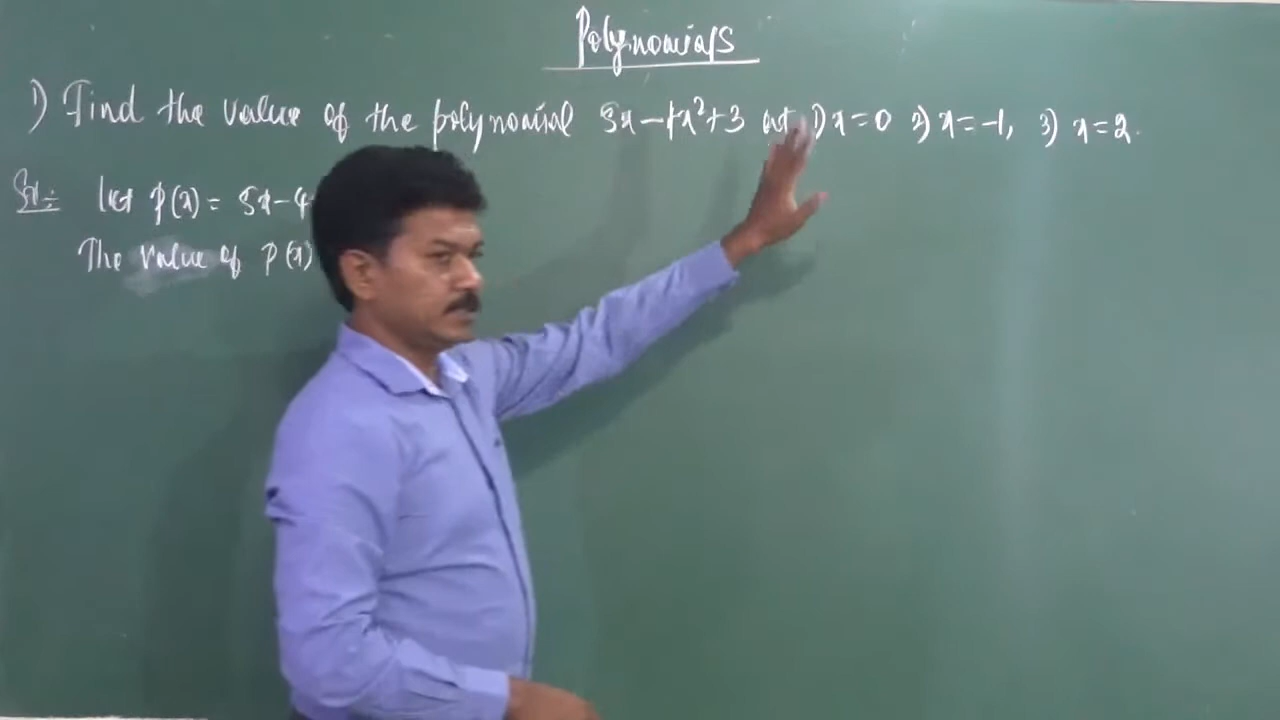 Polynomials
1) Find the value of the polynomial 5x-4x²+3 at 1) x=0 2) x=-1, 3) x=2.
Sol:- let p(x) = 5x-4
The value of p(x)